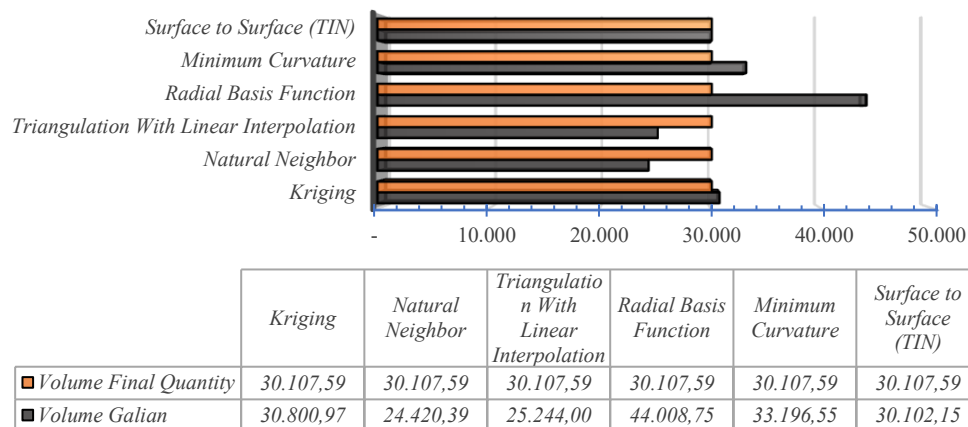 Surface to Surface (TIN)
Minimum Curvature
Radial Basis Function
Triangulation With Linear Interpolation
Natural Neighbor
Kriging
- 10.000 20.000 30.000 40.000 50.000
Kriging
Natural
Neighbor
Triangulatio
n With
Linear
Interpolation
Radial Basis
Function
Minimum
Curvature
Surface to
Surface
(TIN)
Volume Final Quantity 30.107,59 30.107,59 30.107,59 30.107,59 30.107,59 30.107,59
Volume Galian 30.800,97 24.420,39 25.244,00 44.008,75 33.196,55 30.102,15